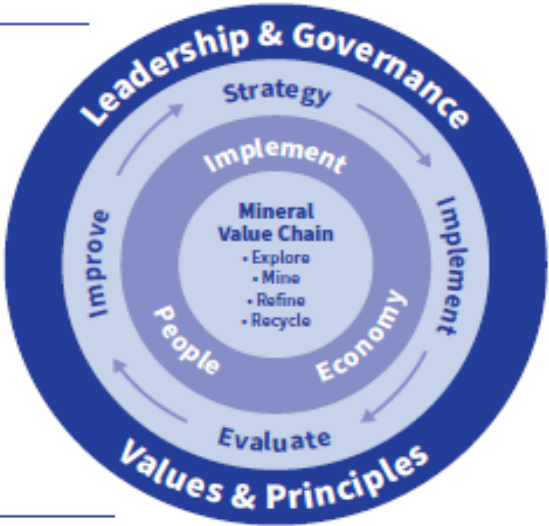 Leadership & Governance
Strategy
Implement
Evaluate
Improve
Implement
Economy
People
Mineral
Value Chain
• Explore
• Mine
• Refine
• Recycle
Values & Principles